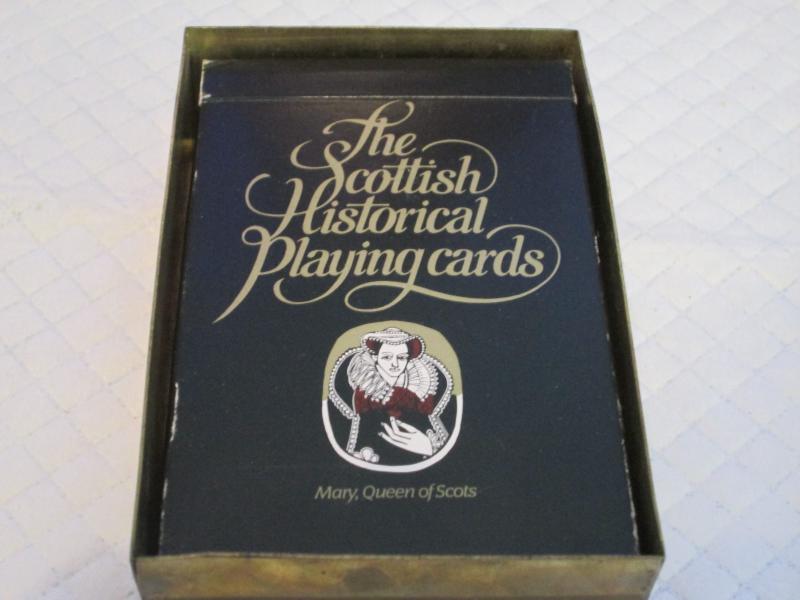 The
Scottish
Historical
Playing cards
Mary, Queen of Scots